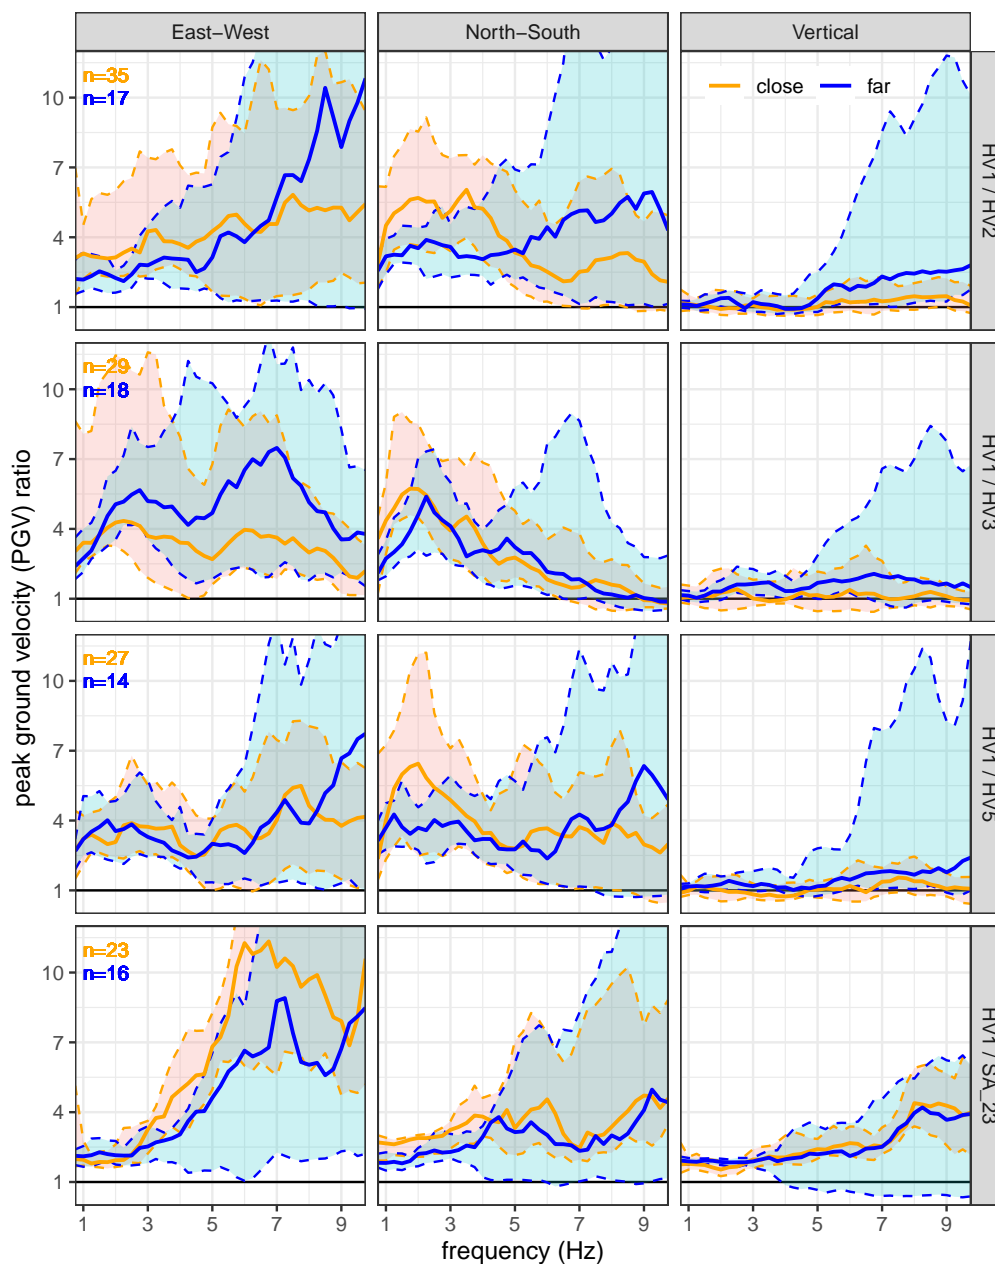 East−West North−South Vertical
n=35
n=17
close far
10
7
4
1
HV1 / HV2
n=29
n=18
10
7
4
1
HV1 / HV3
n=27
n=14
10
7
4
1
HV1 / HV5
n=23
n=16
10
7
4
1
HV1 / SA_23
1 3 5 7 9 1 3 5 7 9 1 3 5 7 9
frequency (Hz)
peak ground velocity (PGV) ratio